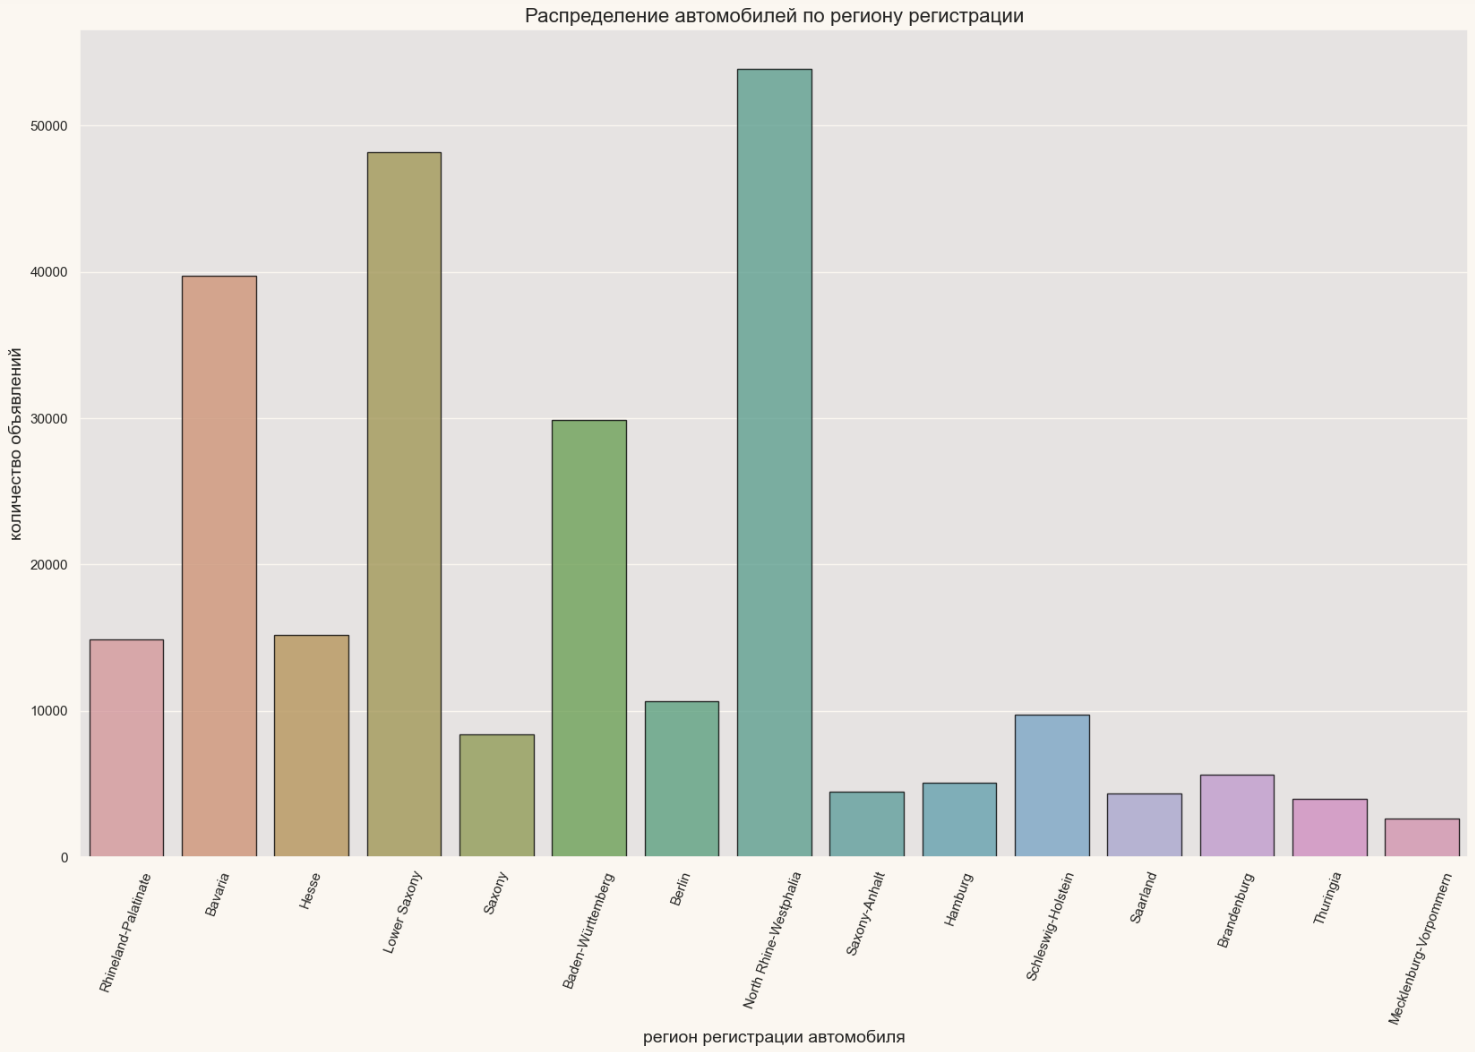 Распределение автомобилей по региону регистрации
количество объявлений
50000
40000
30000
20000
10000
0
Rhineland-Palatinate
Bavaria
Hesse
Lower Saxony
Saxony
Baden-Württemberg
Berlin
North Rhine-Westphalia
Saxony-Anhalt
Hamburg
Schleswig-Holstein
Saarland
Brandenburg
Thuringia
Mecklenburg-Vorpommern
регион регистрации автомобиля